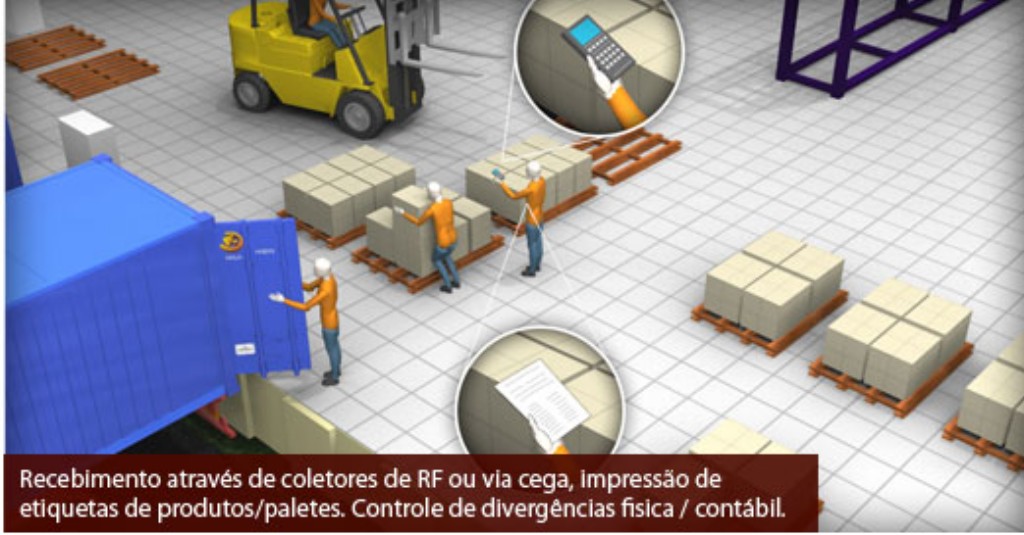 Recebimento através de coletores de RF ou via cega, impressão de
etiquetas de produtos/paletes. Controle de divergências fisica / contábil.